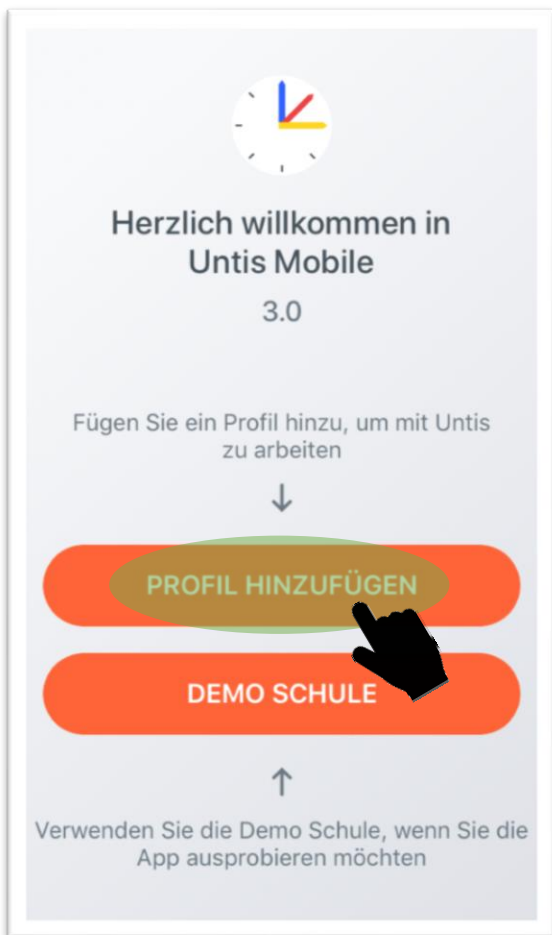 Herzlich willkommen in
Untis Mobile
3.0
Fügen Sie ein Profil hinzu, um mit Untis
zu arbeiten
PROFIL HINZUFÜGEN
DEMO SCHULE
Verwenden Sie die Demo Schule, wenn Sie die
App ausprobieren möchten